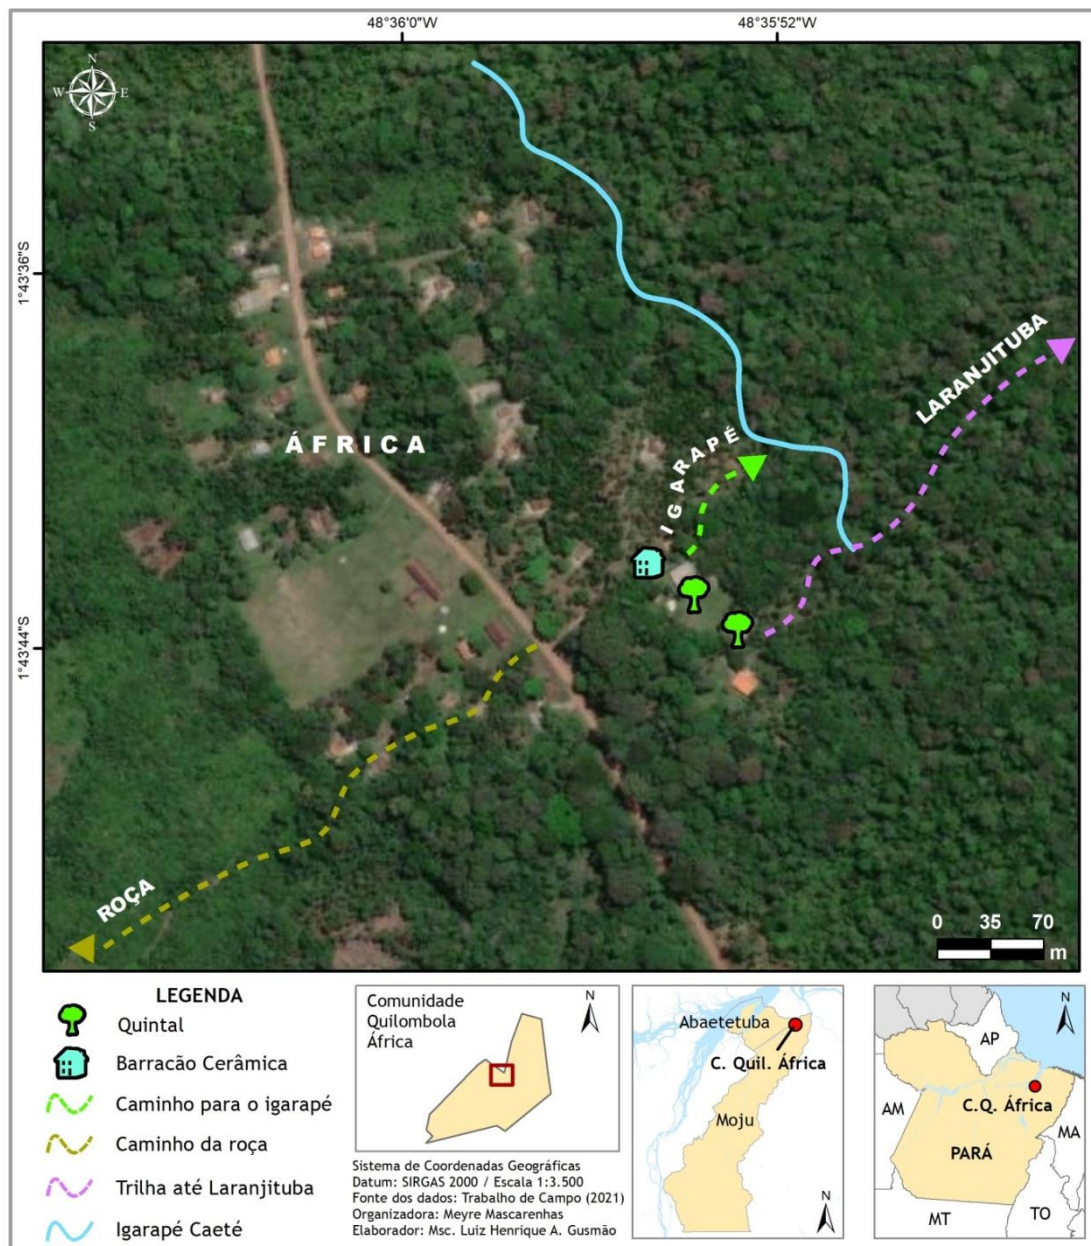 48°36'0"W
48°35'52"W
N
W
E
S
1°43'36"S
1°43'44"S
ÁFRICA
IGARAPÉ
LARANJITUBA
ROÇA
0 35 70
m
LEGENDA
Quintal
Barracão Cerâmica
Caminho para o igarapé
Caminho da roça
Trilha até Laranjituba
Igarapé Caeté
Comunidade
Quilombola
África
N
Sistema de Coordenadas Geográficas
Datum: SIRGAS 2000 / Escala 1:3.500
Fonte dos dados: Trabalho de Campo (2021)
Organizadora: Meyre Mascarenhas
Elaborador: Msc. Luiz Henrique A. Gusmão
Abaetetuba
C. Quil. África
Moju
N
N
AP
AM
C.Q. África
MA
PARÁ
MT
TO